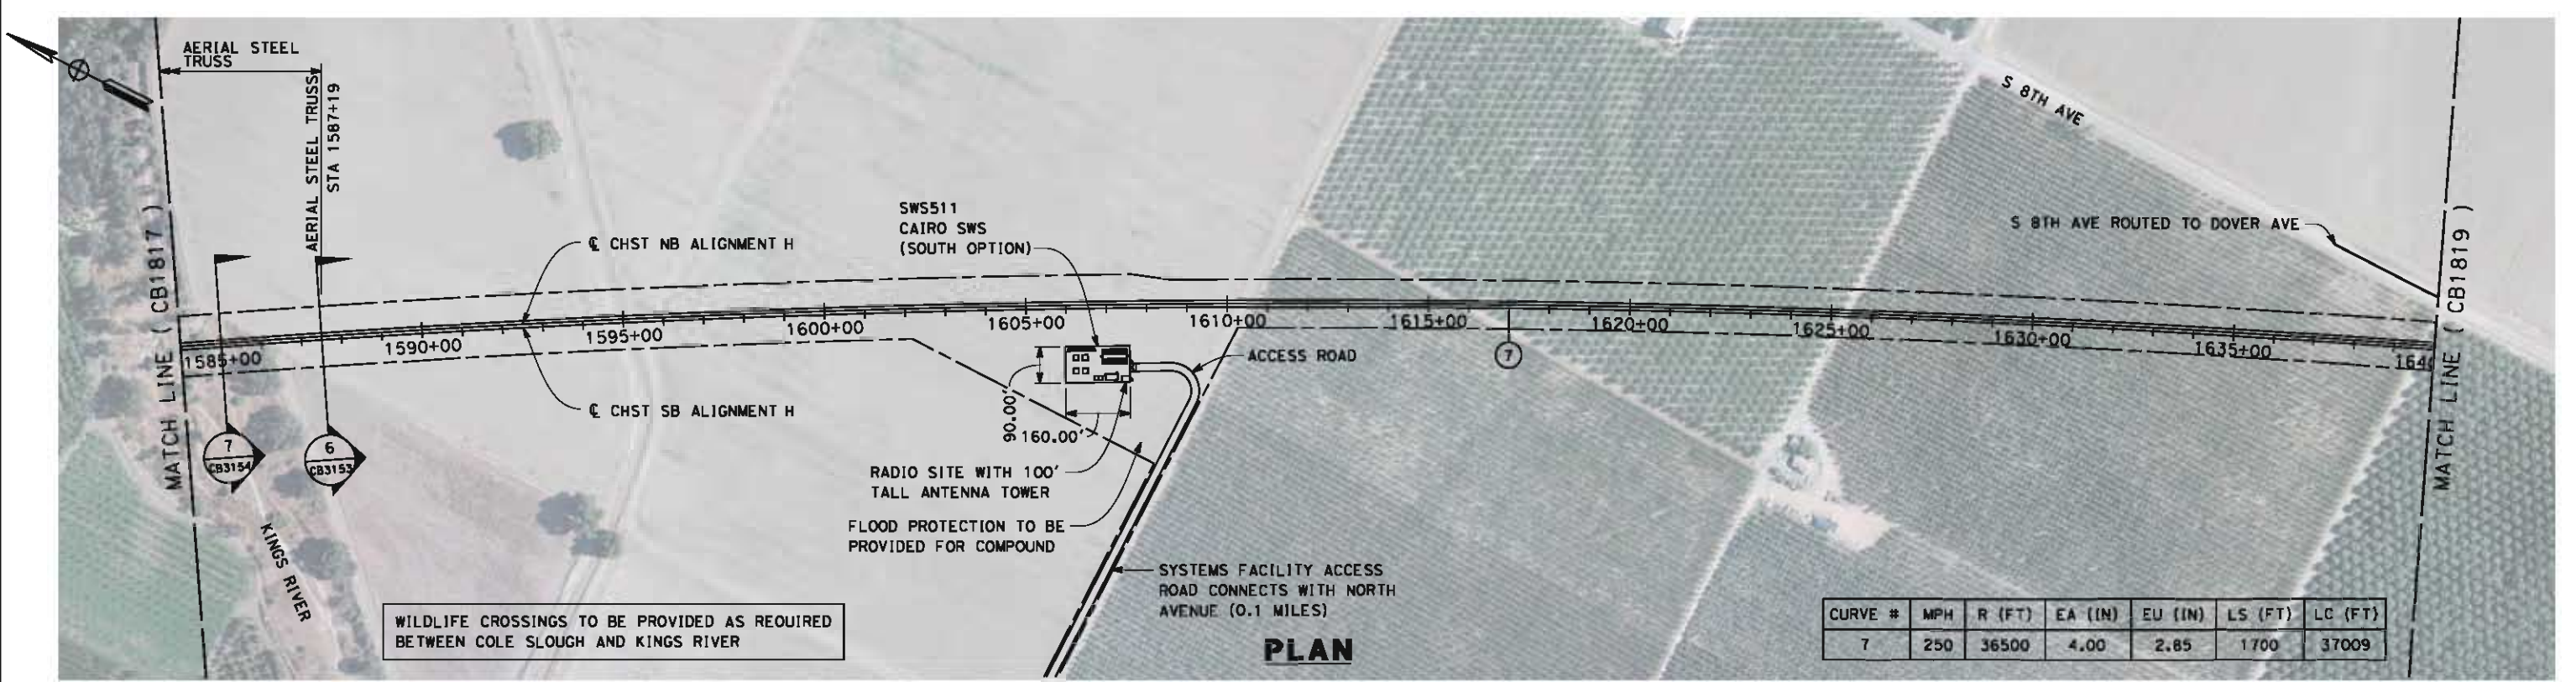 AERIAL STEEL
TRUSS
AERIAL STEEL TRUSS
STA 1587+19
MATCH LINE ( CB1817 )
℄ CHST NB ALIGNMENT H
SWS511
CAIRO SWS
(SOUTH OPTION)
S 8TH AVE
S 8TH AVE ROUTED TO DOVER AVE
MATCH LINE ( CB1819 )
1585+00
1590+00
1595+00
1600+00
1605+00
1610+00
1615+00
1620+00
1625+00
1630+00
1635+00
164
7
ACCESS ROAD
℄ CHST SB ALIGNMENT H
90.00'
160.00'
7
CB3154
6
CB3153
RADIO SITE WITH 100'
TALL ANTENNA TOWER
FLOOD PROTECTION TO BE
PROVIDED FOR COMPOUND
KINGS RIVER
SYSTEMS FACILITY ACCESS
ROAD CONNECTS WITH NORTH
AVENUE (0.1 MILES)
WILDLIFE CROSSINGS TO BE PROVIDED AS REQUIRED
BETWEEN COLE SLOUGH AND KINGS RIVER
PLAN
CURVE # MPH R (FT) EA (IN) EU (IN) LS (FT) LC (FT)
7 250 36500 4.00 2.85 1700 37009